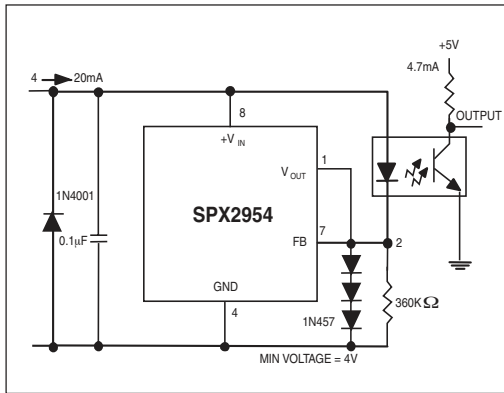 +5V
4.7mA
4 20mA
OUTPUT
8
+V IN
1
V OUT
1N4001
SPX2954
0.1µF
7
FB
2
GND
360KΩ
4
1N457
MIN VOLTAGE = 4V